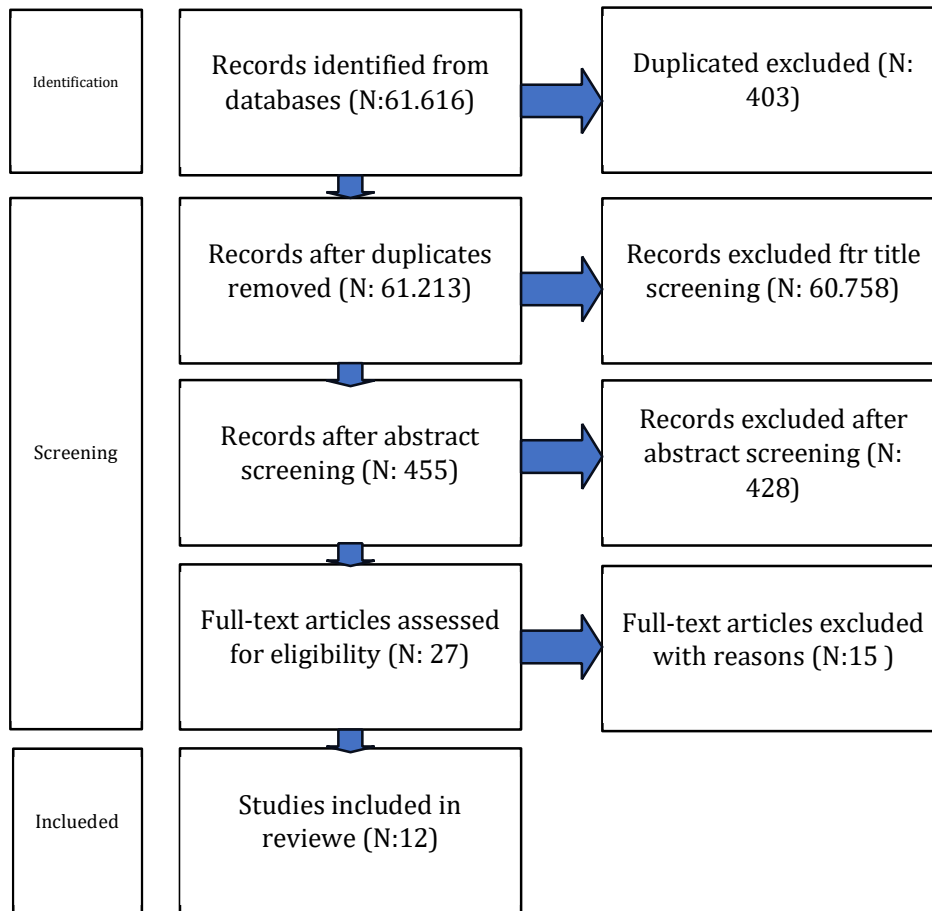 Identification
Records identified from
databases (N:61.616)
Duplicated excluded (N:
403)
Screening
Records after duplicates
removed (N: 61.213)
Records excluded ftr title
screening (N: 60.758)
Records after abstract
screening (N: 455)
Records excluded after
abstract screening (N:
428)
Full-text articles assessed
for eligibility (N: 27)
Full-text articles excluded
with reasons (N:15 )
Inclueded
Studies included in
reviewe (N:12)